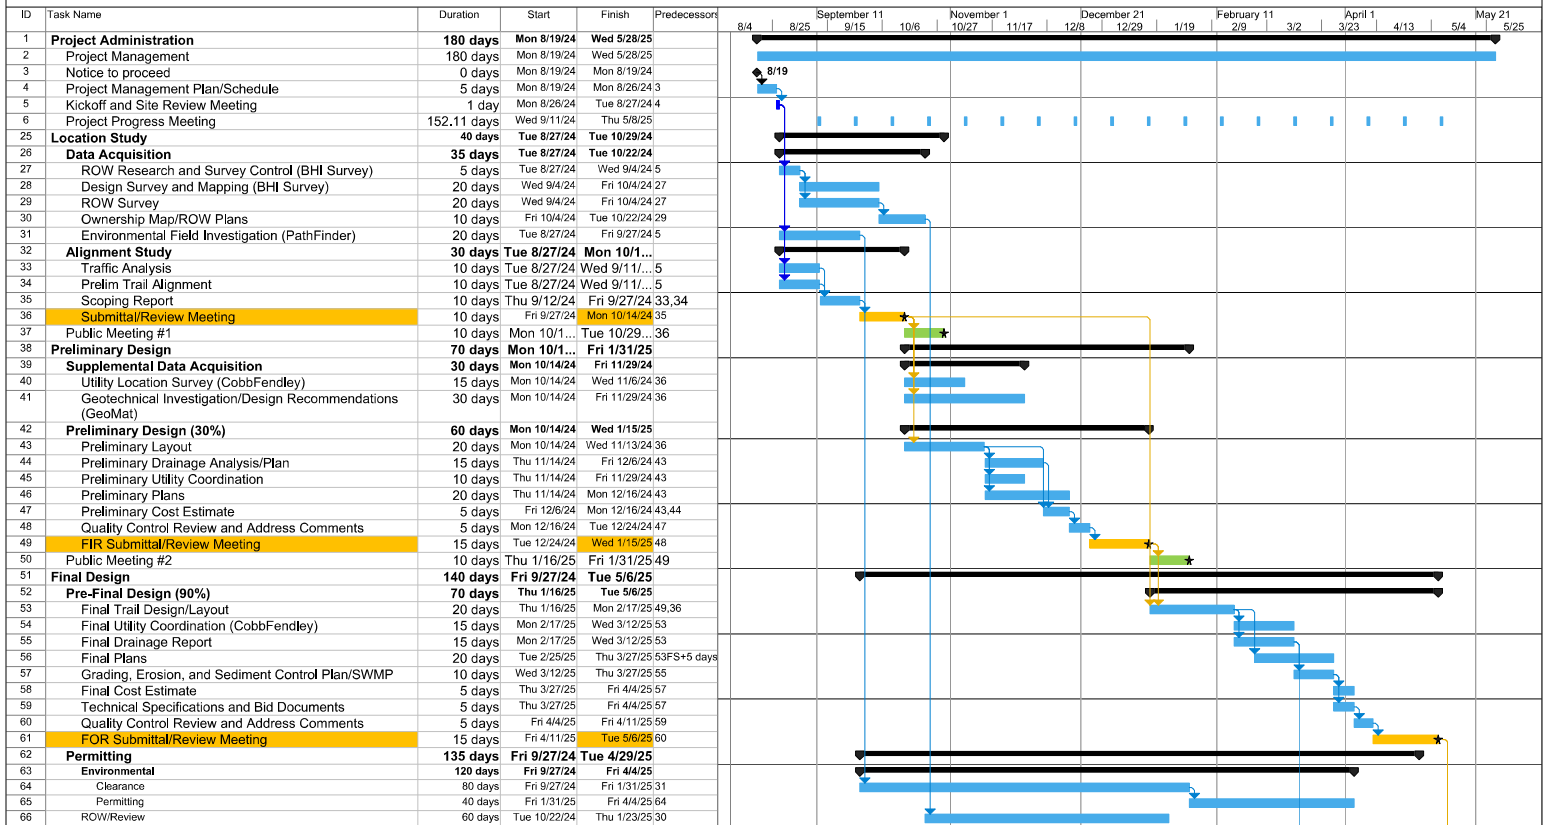 ID Task Name Duration Start Finish Predecessors September 11 November 1 December 21 February 11 April 1 May 21
8/4 8/25 9/15 10/6 10/27 11/17 12/8 12/29 1/19 2/9 3/2 3/23 4/13 5/4 5/25
1 Project Administration 180 days Mon 8/19/24 Wed 5/28/25
2 Project Management 180 days Mon 8/19/24 Wed 5/28/25
3 Notice to proceed 0 days Mon 8/19/24 Mon 8/19/24 8/19
4 Project Management Plan/Schedule 5 days Mon 8/19/24 Mon 8/26/24 3
5 Kickoff and Site Review Meeting 1 day Mon 8/26/24 Tue 8/27/24 4
6 Project Progress Meeting 152.11 days Wed 9/11/24 Thu 5/8/25
25 Location Study 40 days Tue 8/27/24 Tue 10/29/24
26 Data Acquisition 35 days Tue 8/27/24 Tue 10/22/24
27 ROW Research and Survey Control (BHI Survey) 5 days Tue 8/27/24 Wed 9/4/24 5
28 Design Survey and Mapping (BHI Survey) 20 days Wed 9/4/24 Fri 10/4/24 27
29 ROW Survey 20 days Wed 9/4/24 Fri 10/4/24 27
30 Ownership Map/ROW Plans 10 days Fri 10/4/24 Tue 10/22/24 29
31 Environmental Field Investigation (PathFinder) 20 days Tue 8/27/24 Fri 9/27/24 5
32 Alignment Study 30 days Tue 8/27/24 Mon 10/1...
33 Traffic Analysis 10 days Tue 8/27/24 Wed 9/11/... 5
34 Prelim Trail Alignment 10 days Tue 8/27/24 Wed 9/11/... 5
35 Scoping Report 10 days Thu 9/12/24 Fri 9/27/24 33,34
36 Submittal/Review Meeting 10 days Fri 9/27/24 Mon 10/14/24 35
37 Public Meeting #1 10 days Mon 10/1... Tue 10/29... 36
38 Preliminary Design 70 days Mon 10/1... Fri 1/31/25
39 Supplemental Data Acquisition 30 days Mon 10/14/24 Fri 11/29/24
40 Utility Location Survey (CobbFendley) 15 days Mon 10/14/24 Wed 11/6/24 36
41 Geotechnical Investigation/Design Recommendations 30 days Mon 10/14/24 Fri 11/29/24 36
(GeoMat)
42 Preliminary Design (30%) 60 days Mon 10/14/24 Wed 1/15/25
43 Preliminary Layout 20 days Mon 10/14/24 Wed 11/13/24 36
44 Preliminary Drainage Analysis/Plan 15 days Thu 11/14/24 Fri 12/6/24 43
45 Preliminary Utility Coordination 10 days Thu 11/14/24 Fri 11/29/24 43
46 Preliminary Plans 20 days Thu 11/14/24 Mon 12/16/24 43
47 Preliminary Cost Estimate 5 days Fri 12/6/24 Mon 12/16/24 43,44
48 Quality Control Review and Address Comments 5 days Mon 12/16/24 Tue 12/24/24 47
49 FIR Submittal/Review Meeting 15 days Tue 12/24/24 Wed 1/15/25 48
50 Public Meeting #2 10 days Thu 1/16/25 Fri 1/31/25 49
51 Final Design 140 days Fri 9/27/24 Tue 5/6/25
52 Pre-Final Design (90%) 70 days Thu 1/16/25 Tue 5/6/25
53 Final Trail Design/Layout 20 days Thu 1/16/25 Mon 2/17/25 49,36
54 Final Utility Coordination (CobbFendley) 15 days Mon 2/17/25 Wed 3/12/25 53
55 Final Drainage Report 15 days Mon 2/17/25 Wed 3/12/25 53
56 Final Plans 20 days Tue 2/25/25 Thu 3/27/25 53FS+5 days
57 Grading, Erosion, and Sediment Control Plan/SWMP 10 days Wed 3/12/25 Thu 3/27/25 55
58 Final Cost Estimate 5 days Thu 3/27/25 Fri 4/4/25 57
59 Technical Specifications and Bid Documents 5 days Thu 3/27/25 Fri 4/4/25 57
60 Quality Control Review and Address Comments 5 days Fri 4/4/25 Fri 4/11/25 59
61 FOR Submittal/Review Meeting 15 days Fri 4/11/25 Tue 5/6/25 60
62 Permitting 135 days Fri 9/27/24 Tue 4/29/25
63 Environmental 120 days Fri 9/27/24 Fri 4/4/25
64 Clearance 80 days Fri 9/27/24 Fri 1/31/25 31
65 Permitting 40 days Fri 1/31/25 Fri 4/4/25 64
66 ROW/Review 60 days Tue 10/22/24 Thu 1/23/25 30